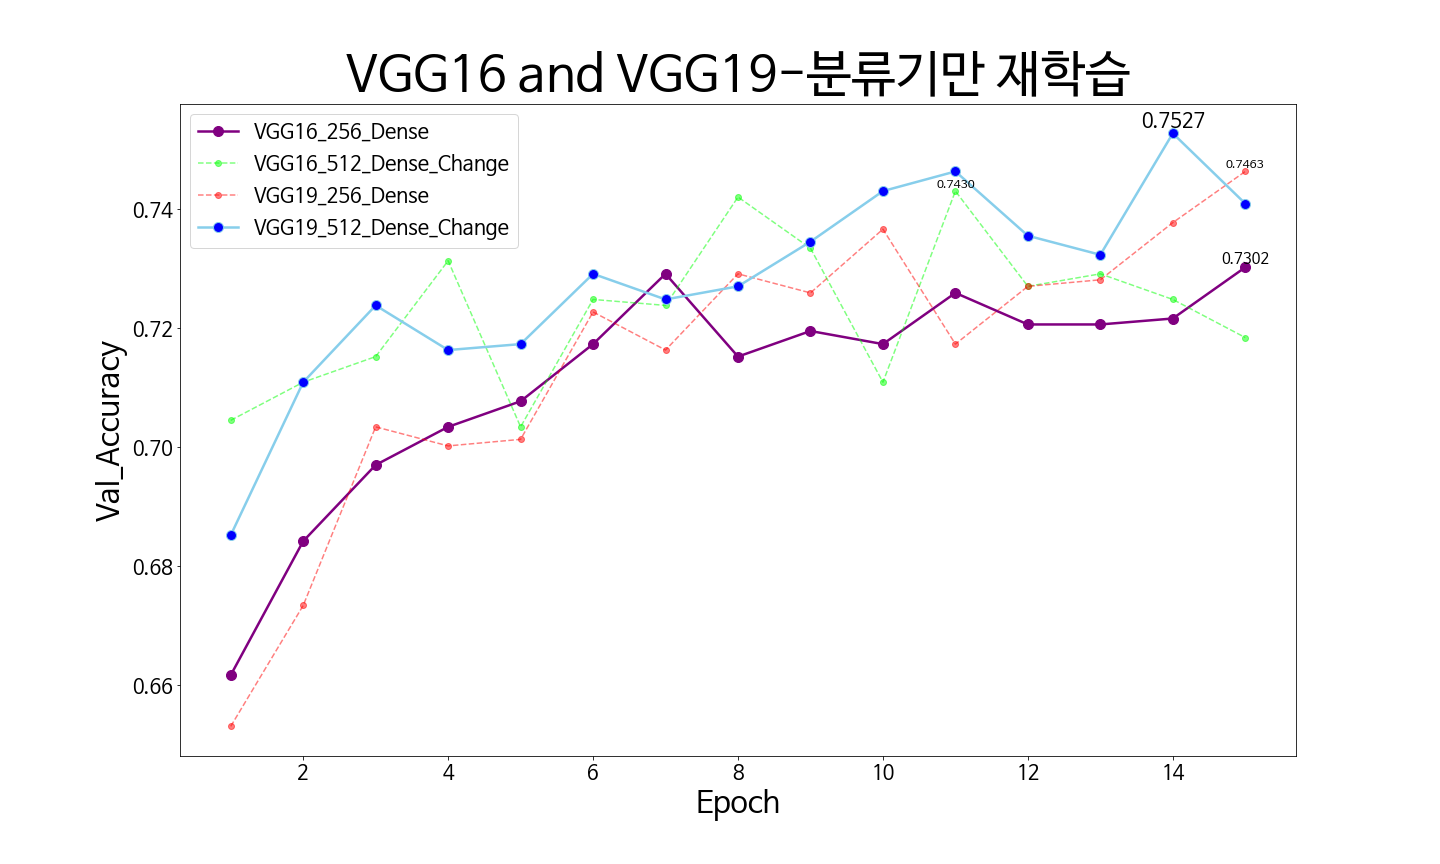 VGG16 and VGG19-분류기만 재학습
VGG16_256_Dense
VGG16_512_Dense_Change
VGG19_256_Dense
VGG19_512_Dense_Change
0.7527
0.7463
0.7430
0.7302
0.74
0.72
0.70
0.68
0.66
Val_Accuracy
2 4 6 8 10 12 14
Epoch